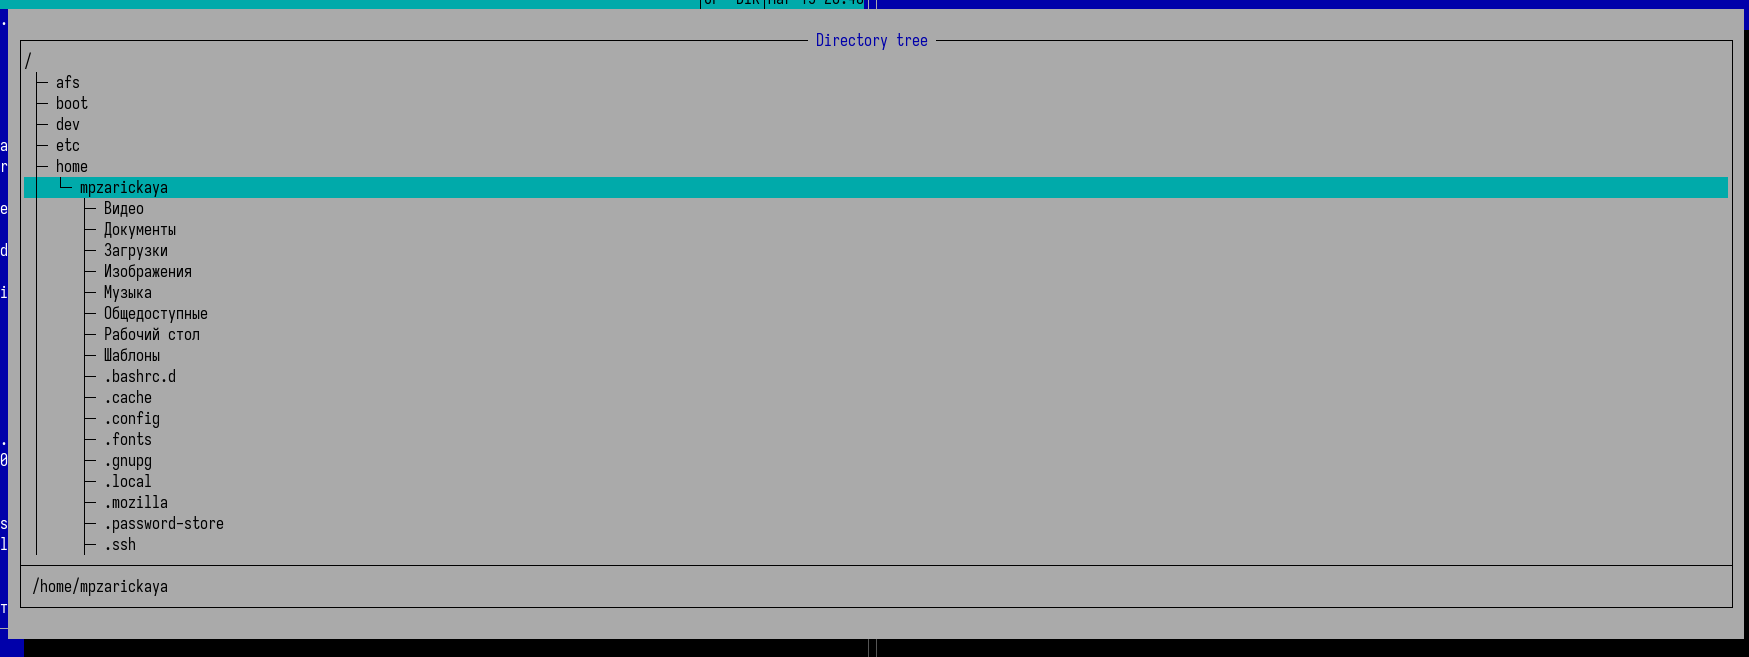 Directory tree
/
afs
boot
dev
etc
home
mpzarickaya
Видео
Документы
Загрузки
Изображения
Музыка
Общедоступные
Рабочий стол
Шаблоны
.bashrc.d
.cache
.config
.fonts
.gnupg
.local
.mozilla
.password-store
.ssh
/home/mpzarickaya